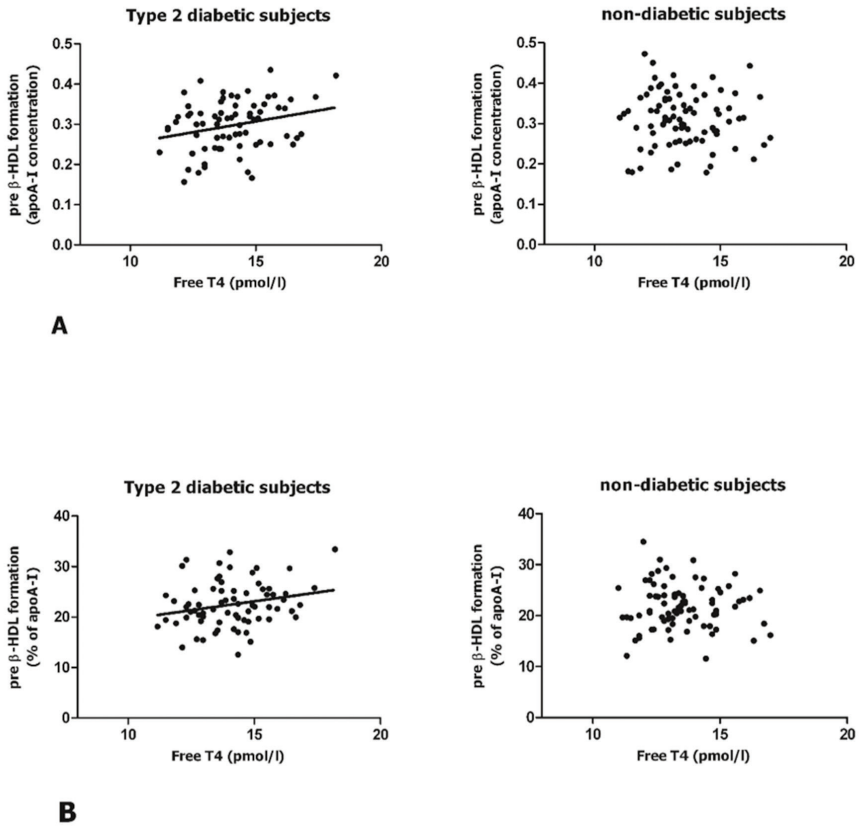 Type 2 diabetic subjects
pre β-HDL formation
(apoA-I concentration)
0.5
0.4
0.3
0.2
0.1
0.0
10
15
20
Free T4 (pmol/l)
non-diabetic subjects
pre β-HDL formation
(apoA-I concentration)
0.5
0.4
0.3
0.2
0.1
0.0
10
15
20
Free T4 (pmol/l)
A
Type 2 diabetic subjects
pre β-HDL formation
(% of apoA-I)
40
30
20
10
0
10
15
20
Free T4 (pmol/l)
non-diabetic subjects
pre β-HDL formation
(% of apoA-I)
40
30
20
10
0
10
15
20
Free T4 (pmol/l)
B